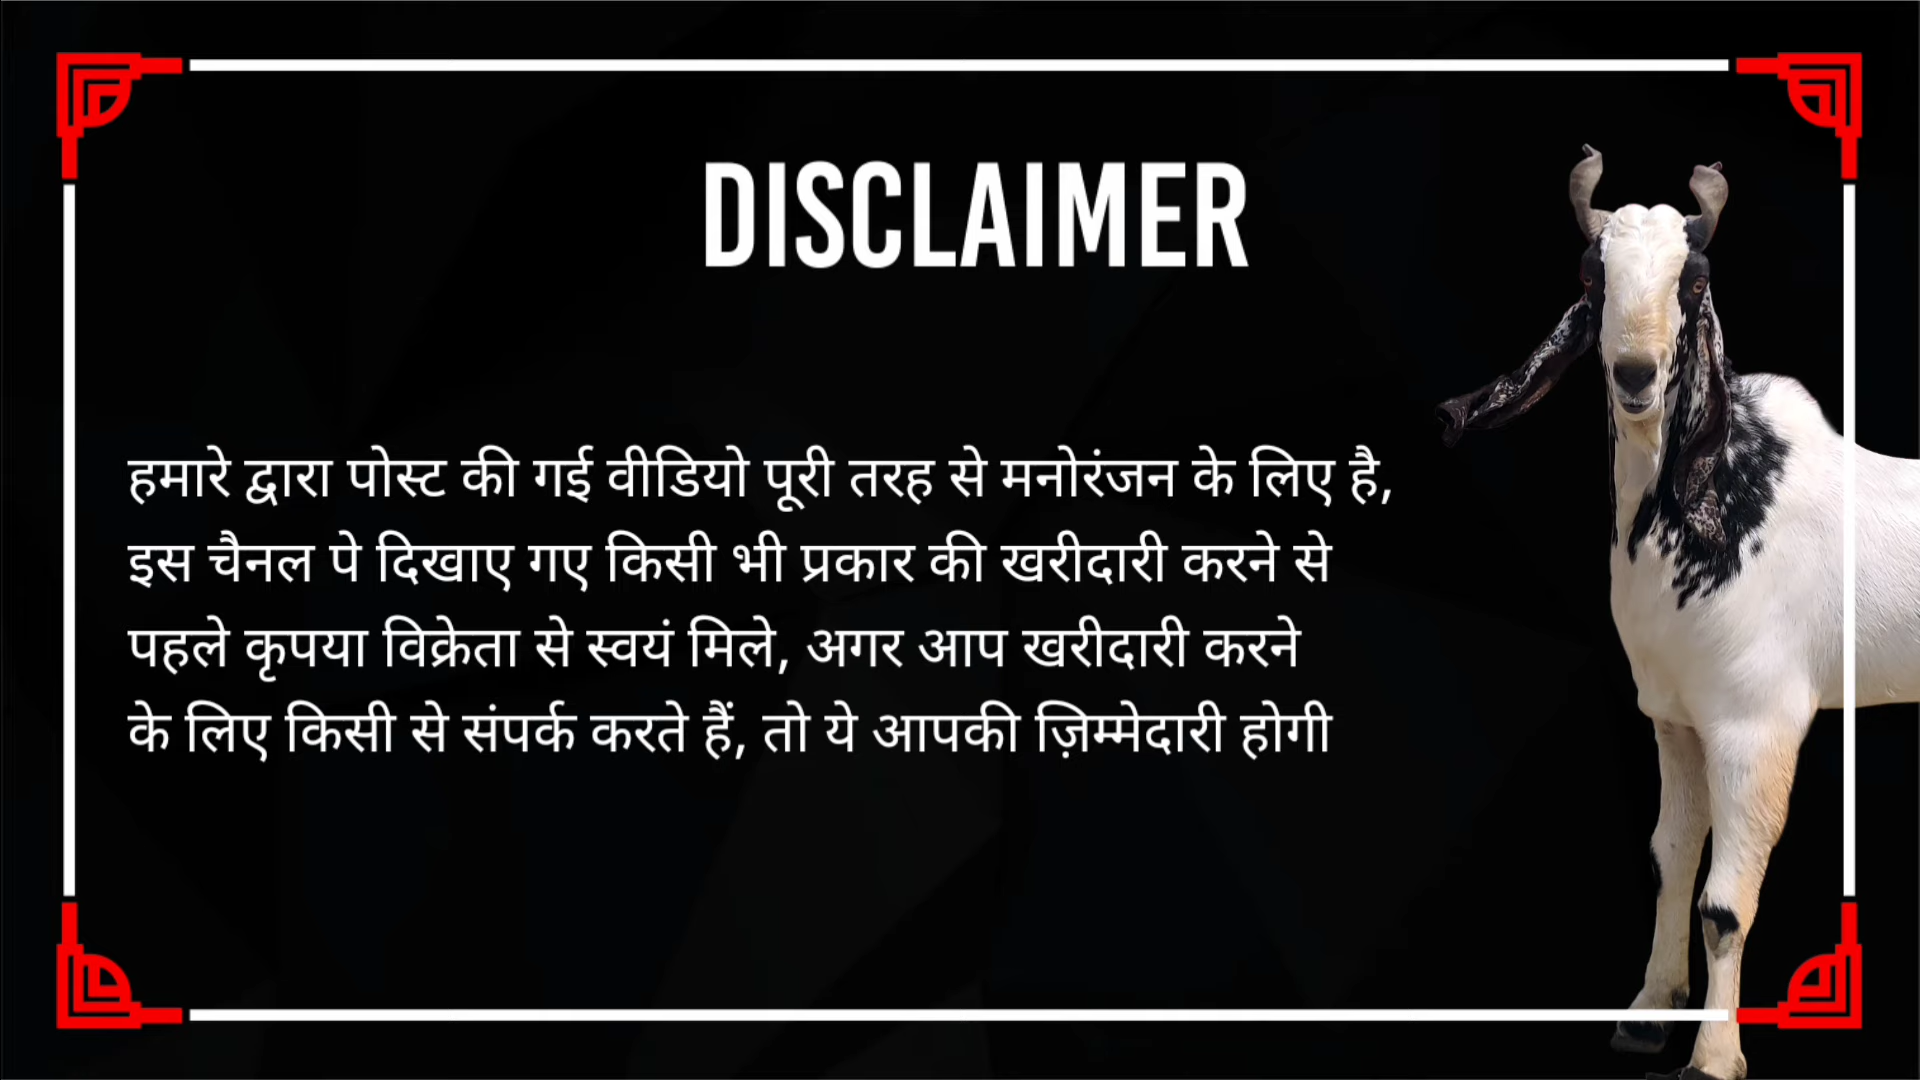 DISCLAIMER
हमारे द्वारा पोस्ट की गई वीडियो पूरी तरह से मनोरंजन के लिए है,
इस चैनल पे दिखाए गए किसी भी प्रकार की खरीदारी करने से
पहले कृपया विक्रेता से स्वयं मिले, अगर आप खरीदारी करने
के लिए किसी से संपर्क करते हैं, तो ये आपकी ज़िम्मेदारी होगी